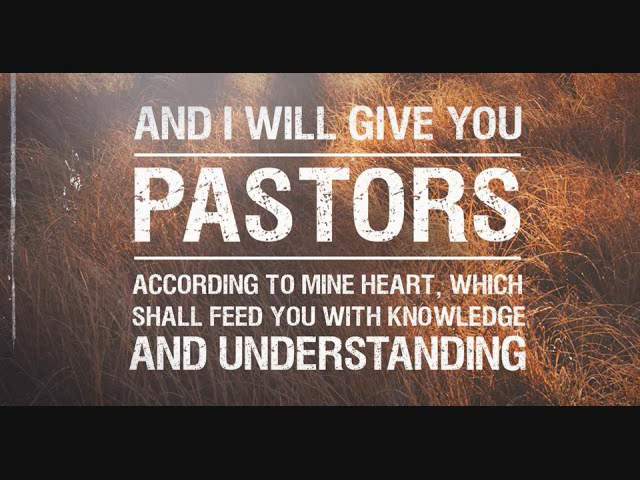 AND I WILL GIVE YOU
PASTORS
ACCORDING TO MINE HEART, WHICH
SHALL FEED YOU WITH KNOWLEDGE
AND UNDERSTANDING